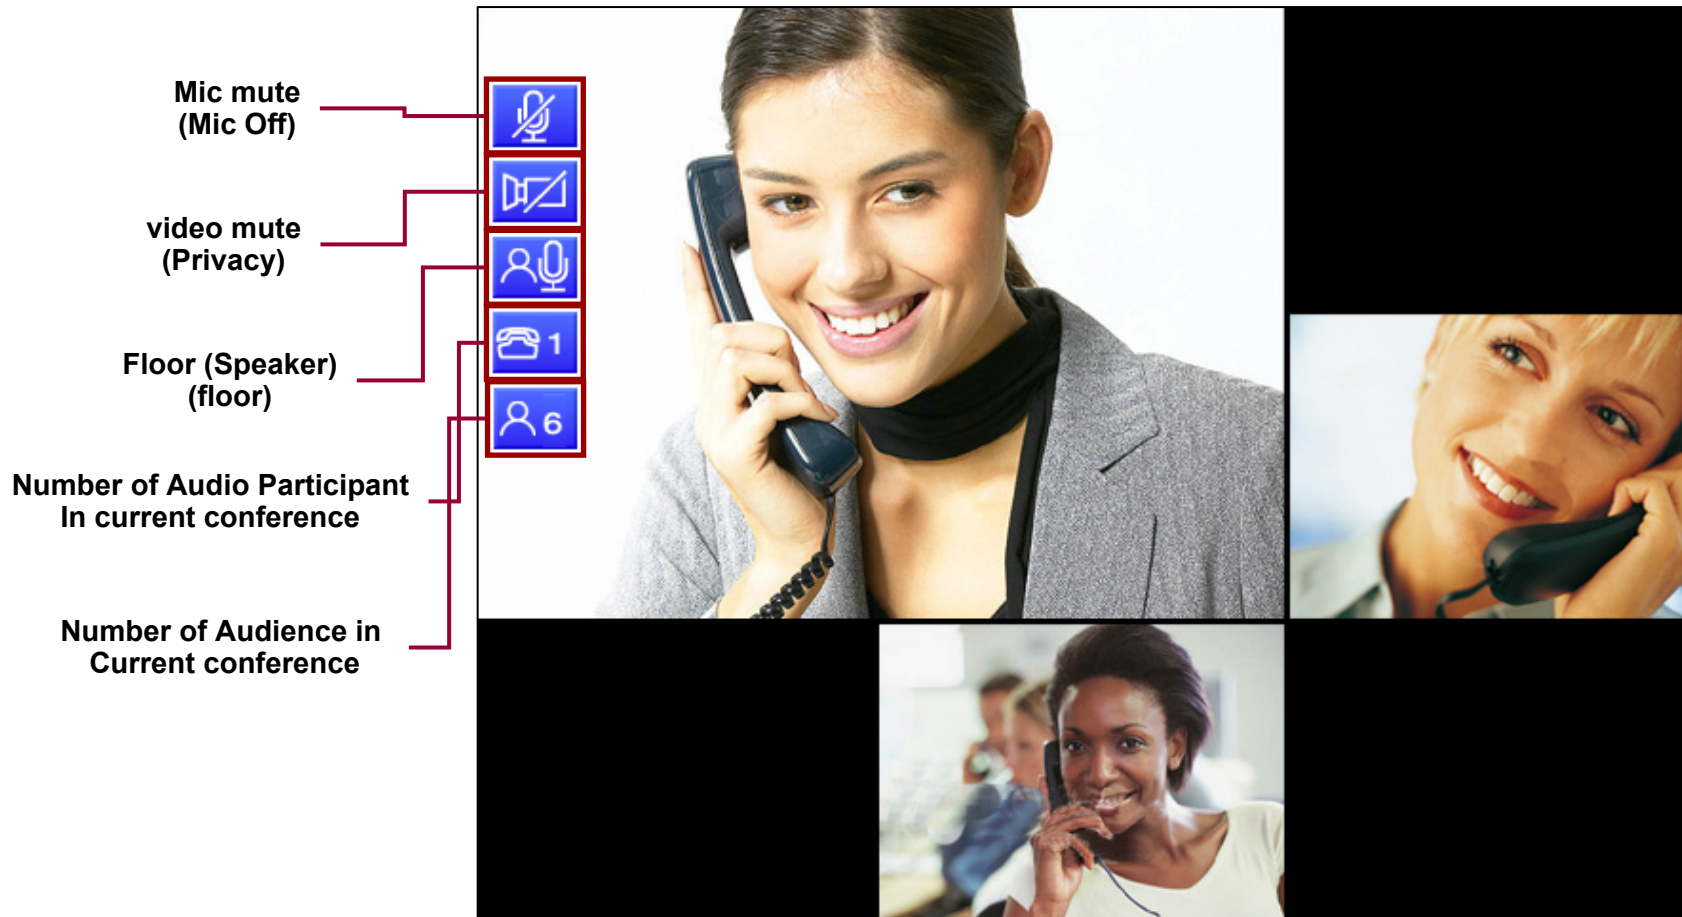 Mic mute
(Mic Off)
video mute
(Privacy)
Floor (Speaker)
(floor)
1
6
Number of Audio Participant
In current conference
Number of Audience in
Current conference